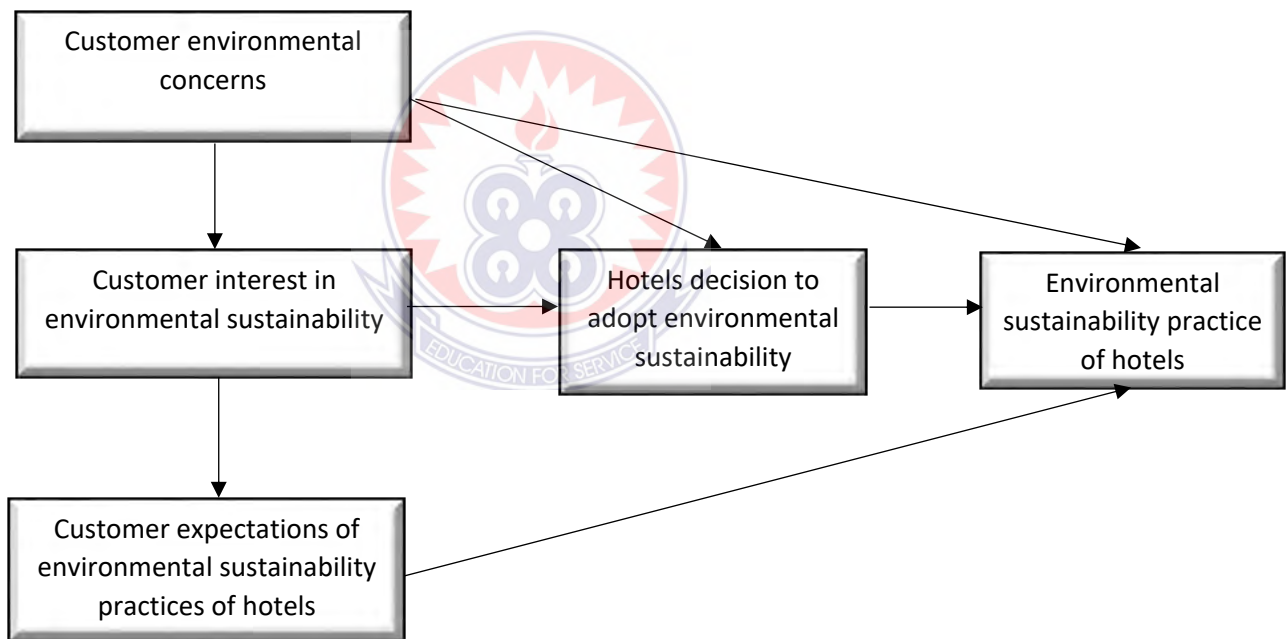 Customer environmental
concerns
Customer interest in
environmental sustainability
Hotels decision to
adopt environmental
sustainability
Environmental
sustainability practice
of hotels
EDUCATION FOR SERVICE
Customer expectations of
environmental sustainability
practices of hotels